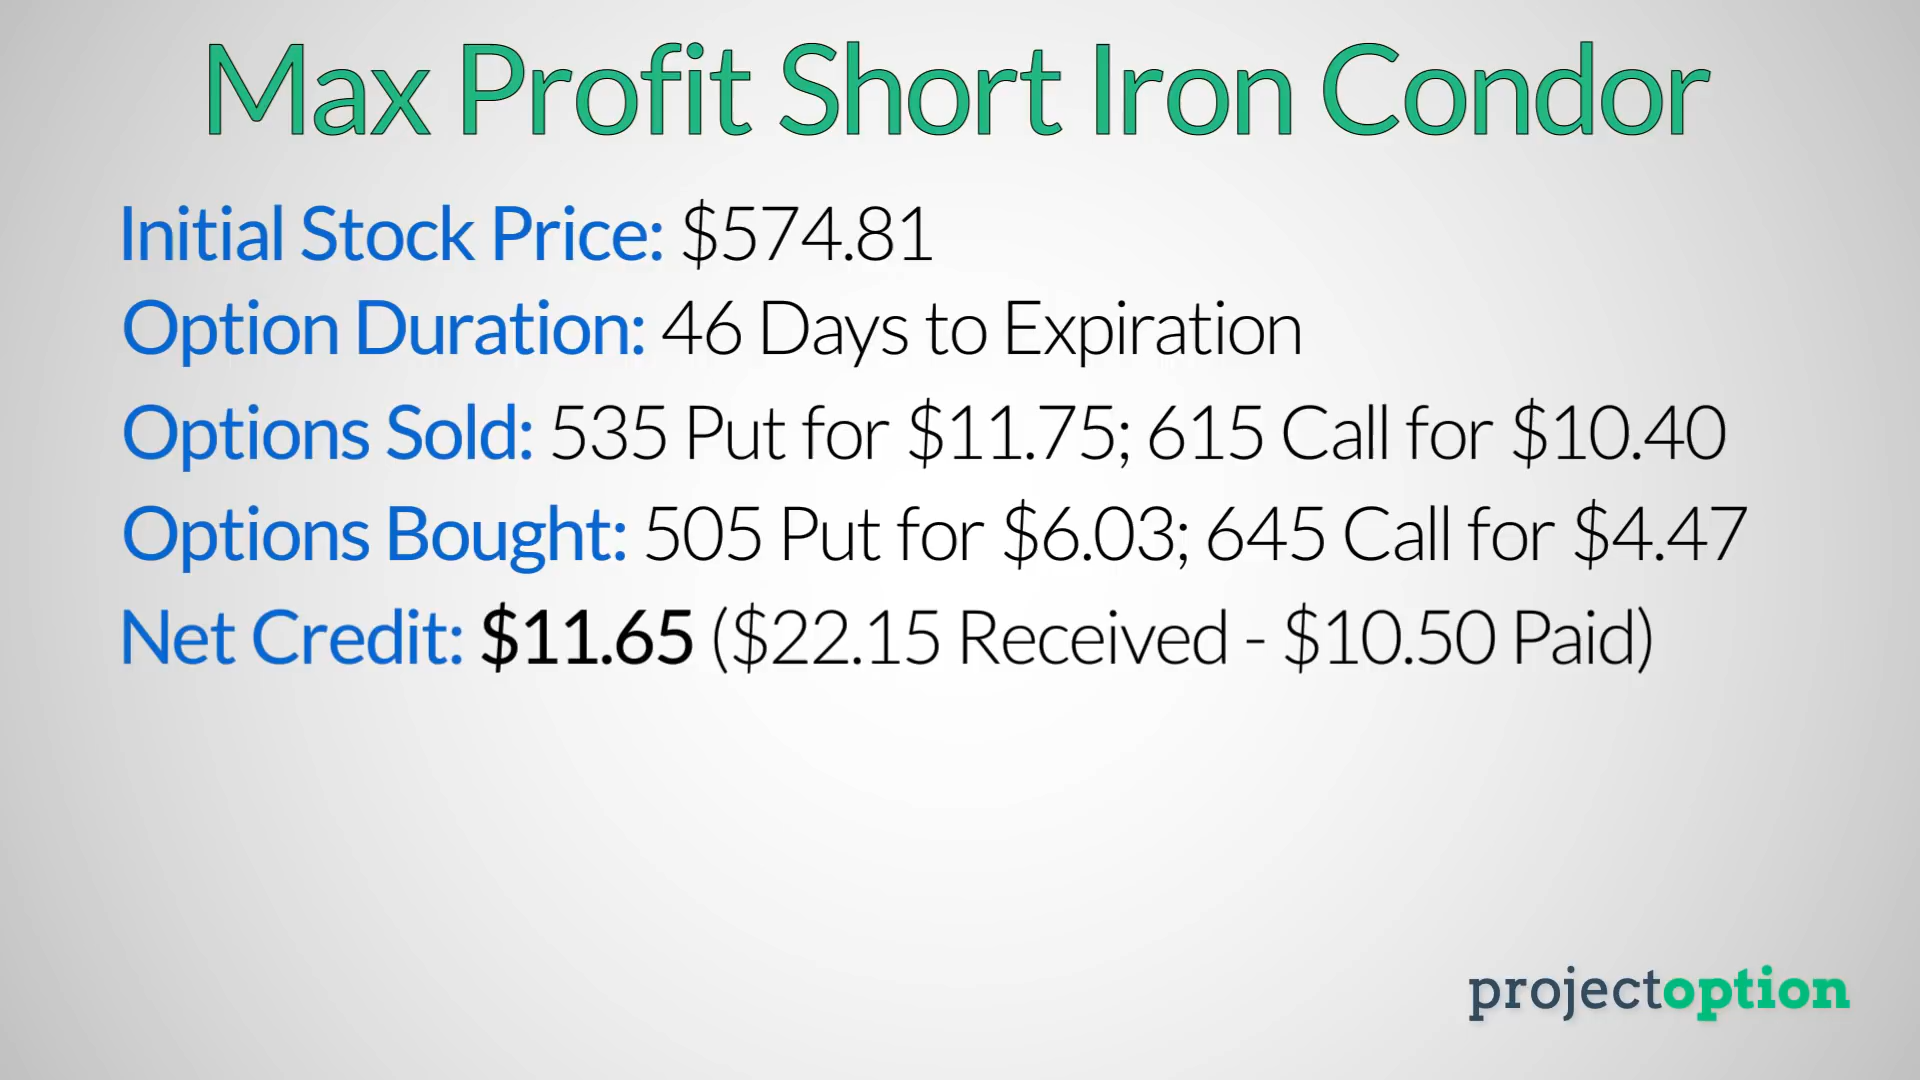 Max Profit Short Iron Condor
Initial Stock Price: $574.81
Option Duration: 46 Days to Expiration
Options Sold: 535 Put for $11.75; 615 Call for $10.40
Options Bought: 505 Put for $6.03; 645 Call for $4.47
Net Credit: $11.65 ($22.15 Received - $10.50 Paid)
projectoption